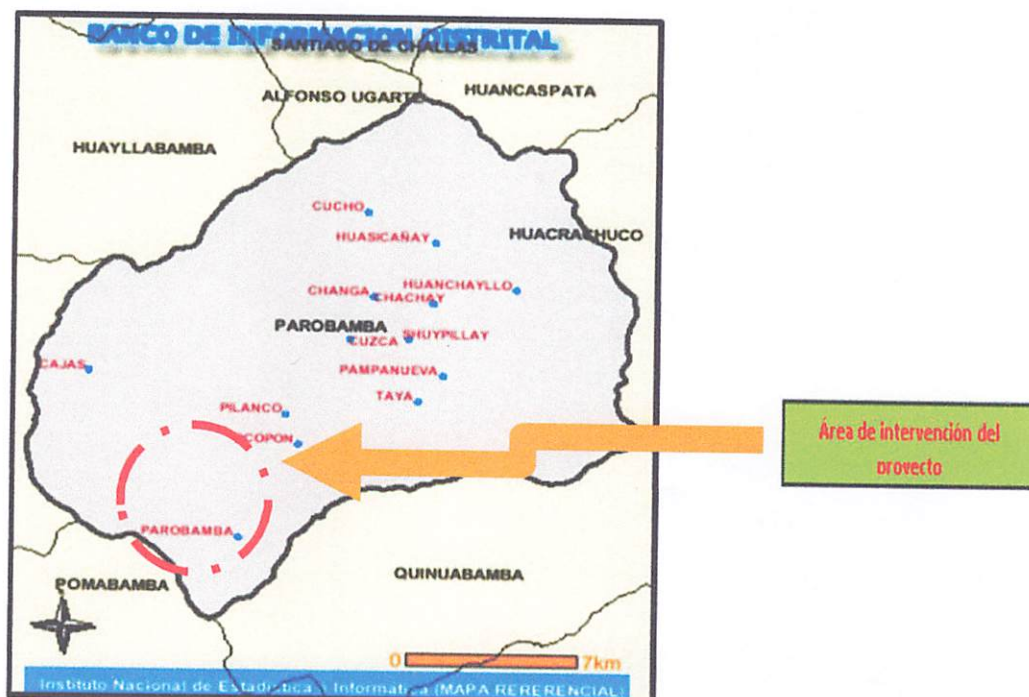 BANCO DE INFORMACION DISTRITAL
SANTIAGO DE CHALLAS
ALFONSO UGARTE
HUANCASPATA
HUAYLLABAMBA
CUCHO
HUASICAÑAY
HUACRACHUCO
HUANCHAYLLO
CHANGA
CHACHAY
PAROBAMBA
CUZCA
SHUYPILLAY
CAJAS
PAMPANUEVA
TAYA
PILANCO
COPON
Área de intervención del
proyecto
PAROBAMBA
POMABAMBA
QUINUABAMBA
0 7km
Instituto Nacional de Estadística Informatica (MAPA RERERENCIAL)